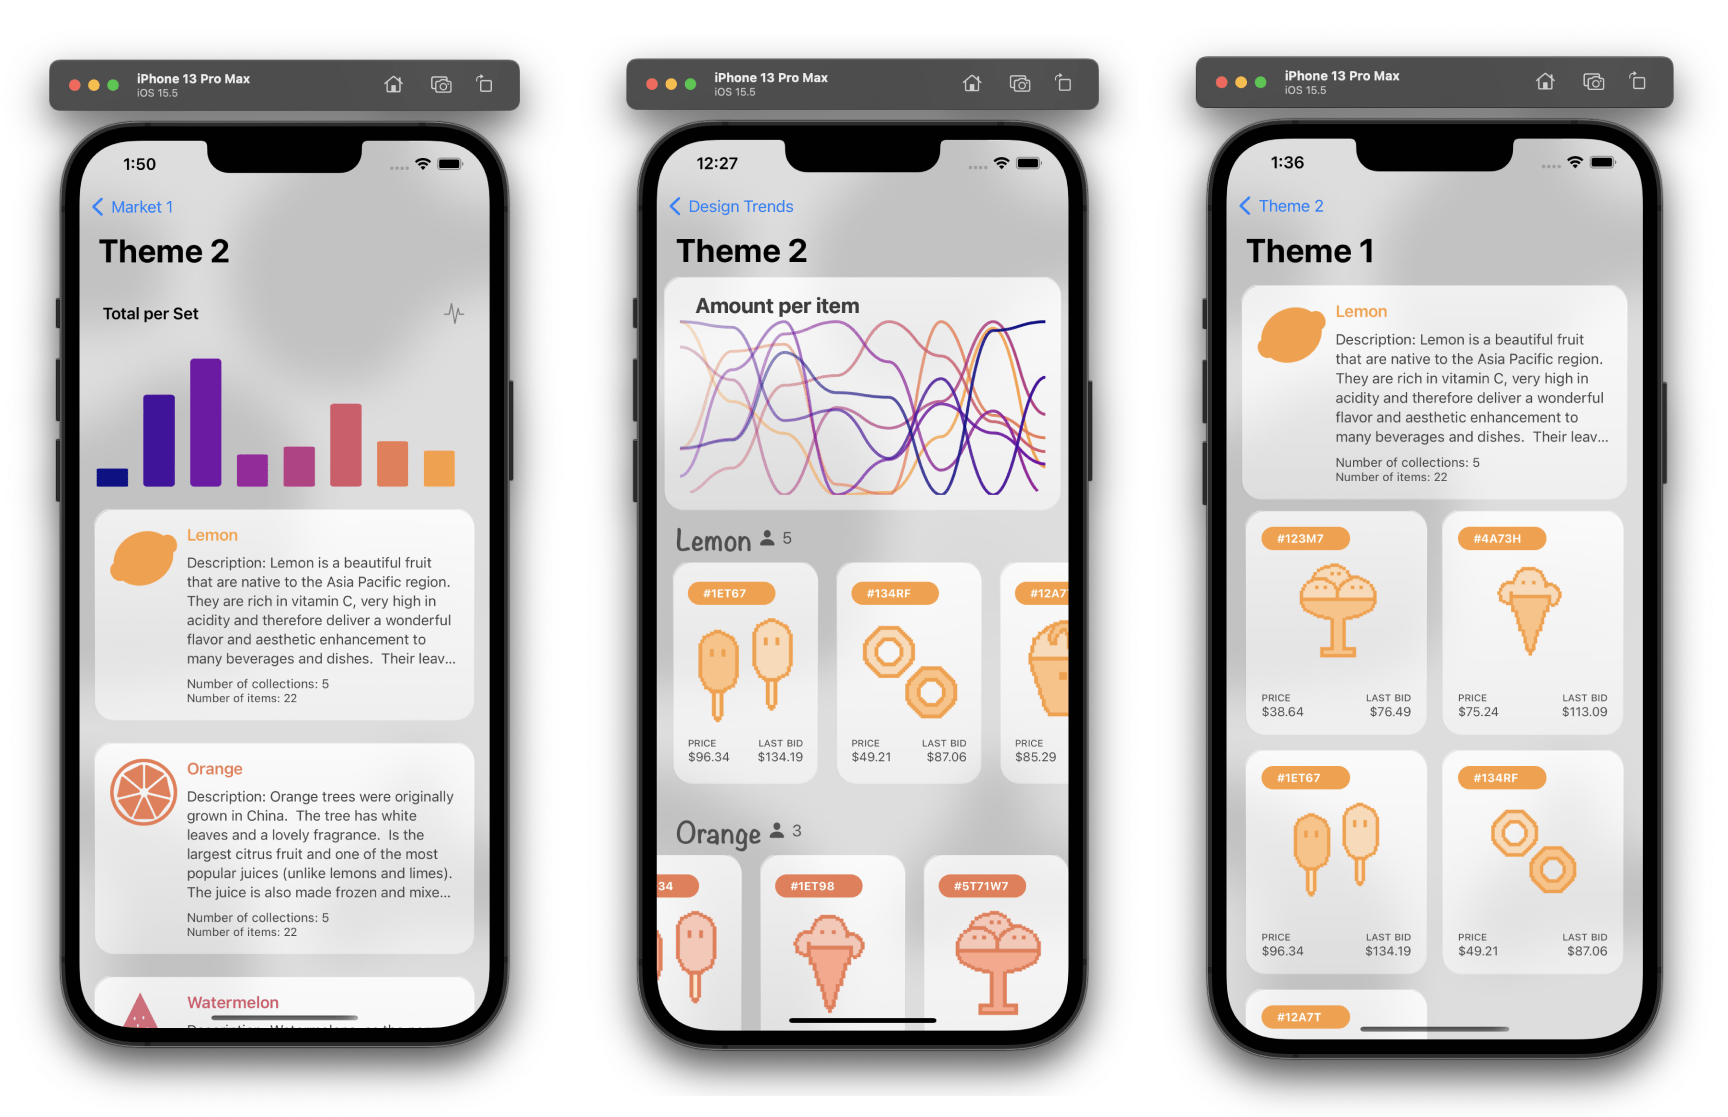 iPhone 13 Pro Max
iOS 15.5
1:50
Market 1
Theme 2
Total per Set
Lemon
Description: Lemon is a beautiful fruit
that are native to the Asia Pacific region.
They are rich in vitamin C, very high in
acidity and therefore deliver a wonderful
flavor and aesthetic enhancement to
many beverages and dishes.  Their leav...
Number of collections: 5
Number of items: 22
Orange
Description: Orange trees were originally
grown in China.  The tree has white
leaves and a lovely fragrance.  Is the
largest citrus fruit and one of the most
popular juices (unlike lemons and limes).
The juice is also made frozen and mixe...
Number of collections: 5
Number of items: 22
Watermelon
iPhone 13 Pro Max
iOS 15.5
12:27
Design Trends
Theme 2
Amount per item
Lemon 5
#1ET67 #134RF #12A7
PRICE LAST BID PRICE LAST BID PRICE
$96.34 $134.19 $49.21 $87.06 $85.29
Orange 3
34 #1ET98 #5T71W7
iPhone 13 Pro Max
iOS 15.5
1:36
Theme 2
Theme 1
Lemon
Description: Lemon is a beautiful fruit
that are native to the Asia Pacific region.
They are rich in vitamin C, very high in
acidity and therefore deliver a wonderful
flavor and aesthetic enhancement to
many beverages and dishes.  Their leav...
Number of collections: 5
Number of items: 22
#123M7 #4A73H
PRICE LAST BID PRICE LAST BID
$38.64 $76.49 $75.24 $113.09
#1ET67 #134RF
PRICE LAST BID PRICE LAST BID
$96.34 $134.19 $49.21 $87.06
#12A7T